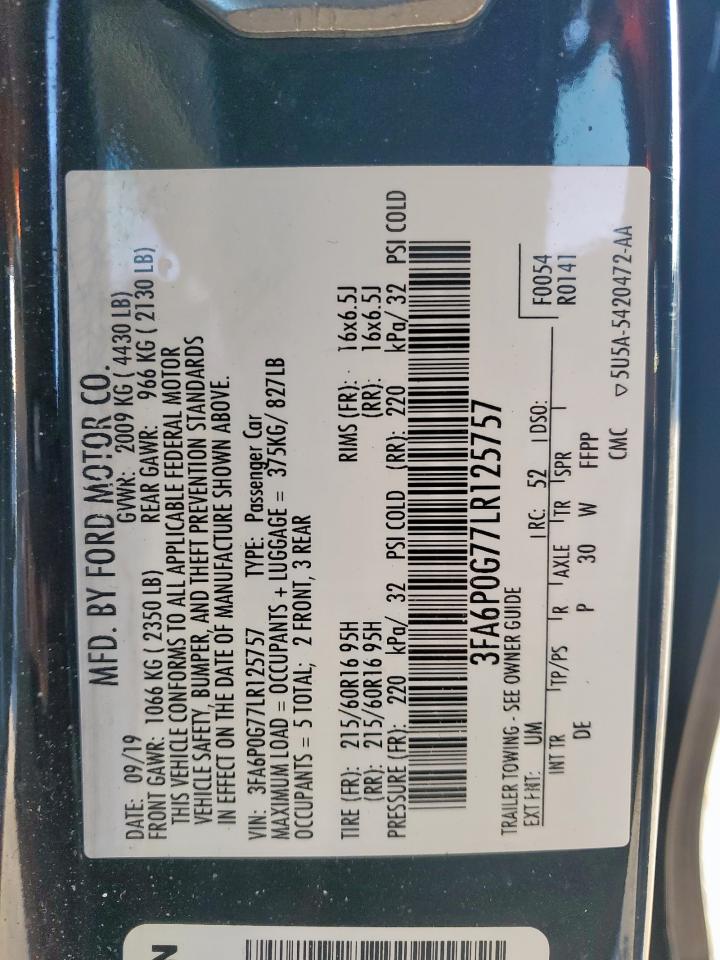 MFD. BY FORD MOTOR CO.
DATE: 09/19 GVWR: 2009 KG ( 4430 LB)
FRONT GAWR: 1066 KG ( 2350 LB) REAR GAWR: 966 KG ( 2130 LB)
THIS VEHICLE CONFORMS TO ALL APPLICABLE FEDERAL MOTOR
VEHICLE SAFETY, BUMPER, AND THEFT PREVENTION STANDARDS
IN EFFECT ON THE DATE OF MANUFACTURE SHOWN ABOVE.
VIN: 3FA6P0G77LR125757 TYPE: Passenger Car
MAXIMUM LOAD = OCCUPANTS + LUGGAGE = 375KG/ 827LB
OCCUPANTS = 5 TOTAL; 2 FRONT, 3 REAR
TIRE (FR): 215/60R16 95H RIMS (FR): 16x6.5J
(RR): 215/60R16 95H (RR): 16x6.5J
PRESSURE (FR): 220 kPa/ 32 PSI COLD (RR): 220 kPa/ 32 PSI COLD
3FA6P0G77LR125757
TRAILER TOWING - SEE OWNER GUIDE
EXT PNT: UM RC: 52 DSO: F0054
R0141
INT TR TP/PS R AXLE TR SPR
DE P 30 W FFPP
CMC ▽5U5A-5420472-AA
N